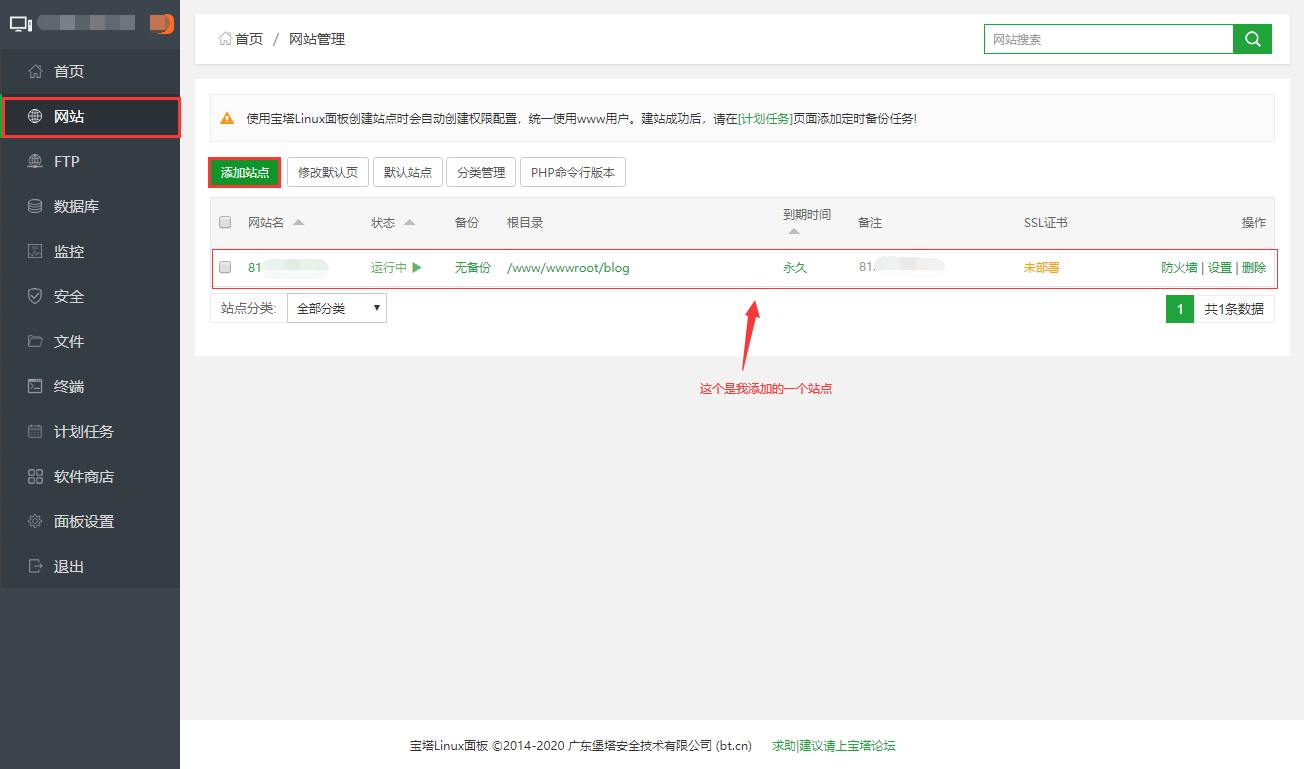 首页
网站
FTP
数据库
监控
安全
文件
终端
计划任务
软件商店
面板设置
退出
首页 / 网站管理
网站搜索
使用宝塔Linux面板创建站点时会自动创建权限配置，统一使用www用户。建站成功后，请在[计划任务]页面添加定时备份任务!
添加站点 修改默认页 默认站点 分类管理 PHP命令行版本
网站名 状态 备份 根目录 到期时间 备注 SSL证书 操作
81 运行中 无备份 /www/wwwroot/blog 永久 81. 未部署 防火墙 | 设置 | 删除
站点分类: 全部分类 1 共1条数据
这个是我添加的一个站点
宝塔Linux面板 ©2014-2020 广东堡塔安全技术有限公司 (bt.cn) 求助|建议请上宝塔论坛